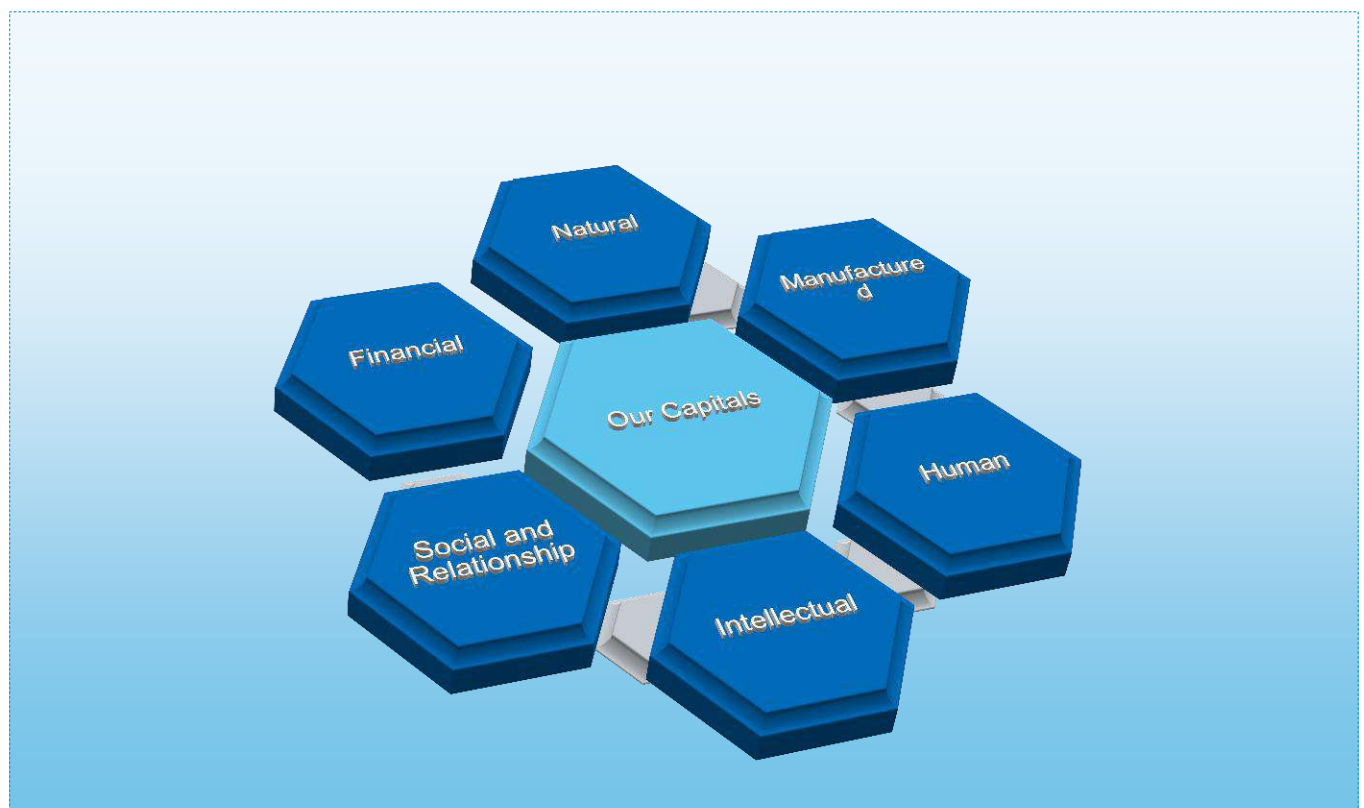 Natural
Manufacture
d
Financial
Our Capitals
Human
Social and
Relationship
Intellectual